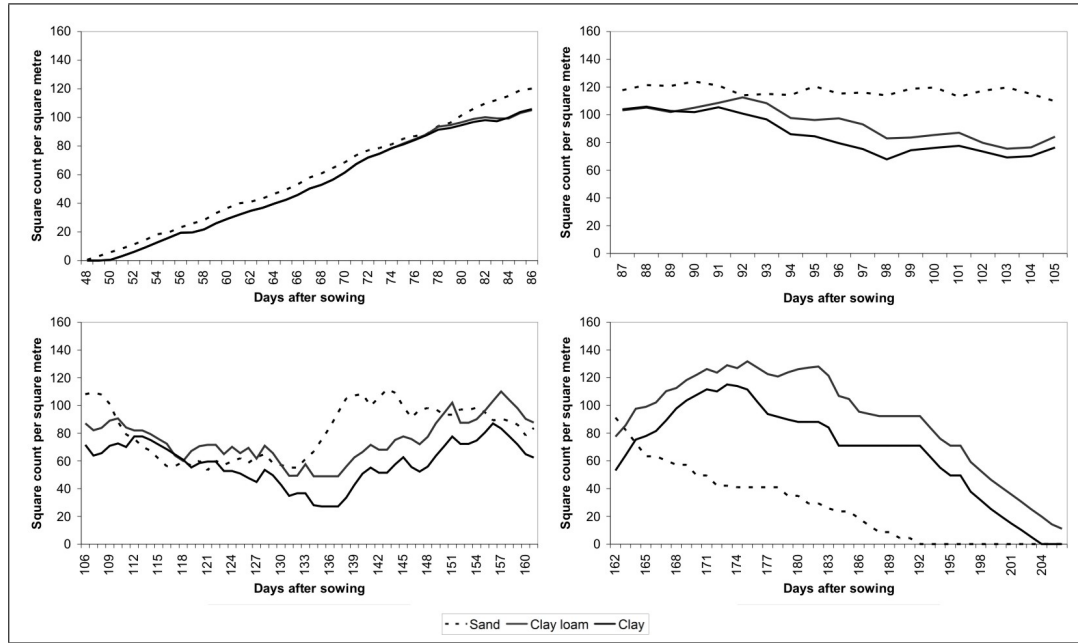 Square count per square metre
160
140
120
100
80
60
40
20
0
48 50 52 54 56 58 60 62 64 66 68 70 72 74 76 78 80 82 84 86
Days after sowing
Square count per square metre
160
140
120
100
80
60
40
20
0
87 88 89 90 91 92 93 94 95 96 97 98 99 100 101 102 103 104 105
Days after sowing
Square count per square metre
160
140
120
100
80
60
40
20
0
106 109 112 115 118 121 124 127 130 133 136 139 142 145 148 151 154 157 160
Days after sowing
Square count per square metre
160
140
120
100
80
60
40
20
0
162 165 168 171 174 177 180 183 186 189 192 195 198 201 204
Days after sowing
Sand Clay loam Clay